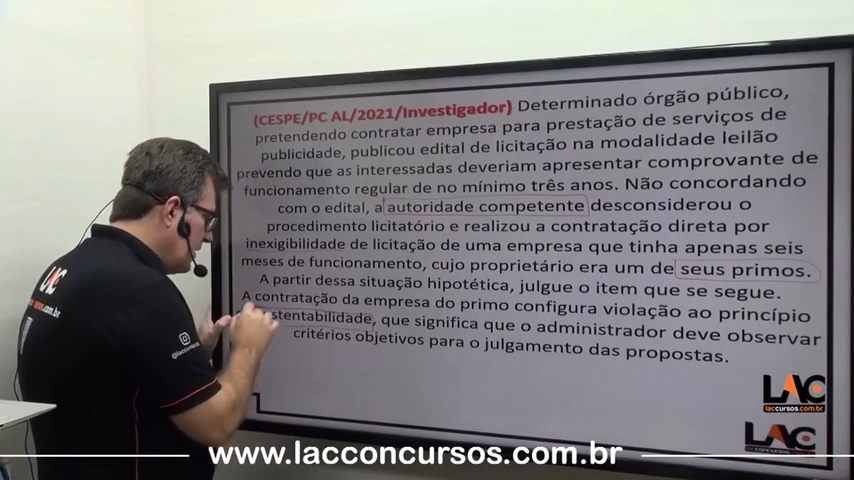 (CESPE/PC AL/2021/Investigador) Determinado órgão público,
pretendendo contratar empresa para prestação de serviços de
publicidade, publicou edital de licitação na modalidade leilão
prevendo que as interessadas deveriam apresentar comprovante de
funcionamento regular de no mínimo três anos. Não concordando
com o edital, a autoridade competente desconsiderou o
procedimento licitatório e realizou a contratação direta por
inexigibilidade de licitação de uma empresa que tinha apenas seis
meses de funcionamento, cujo proprietário era um de seus primos.
A partir dessa situação hipotética, julgue o item que se segue.
A contratação da empresa do primo configura violação ao princípio
stentabilidade, que significa que o administrador deve observar
critérios objetivos para o julgamento das propostas.
LAC
laccursos.com.br
LAC
www.lacconcursos.com.br